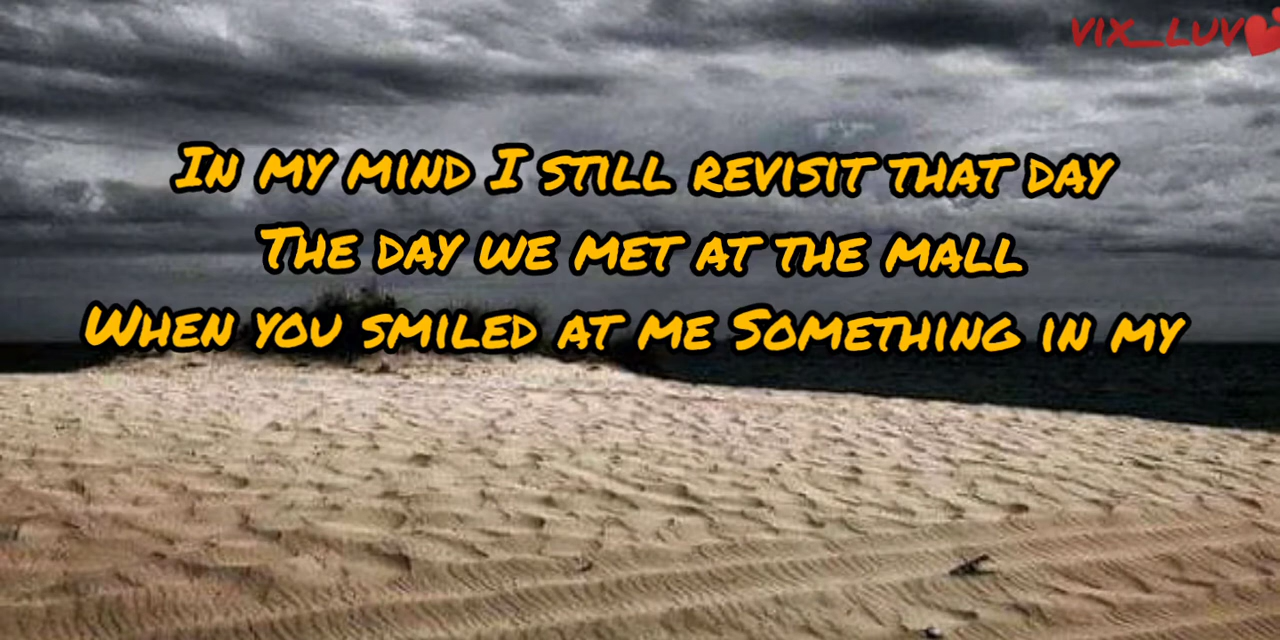 VIX_LUV
In my mind I still revisit that day
The day we met at the mall
When you smiled at me Something in my